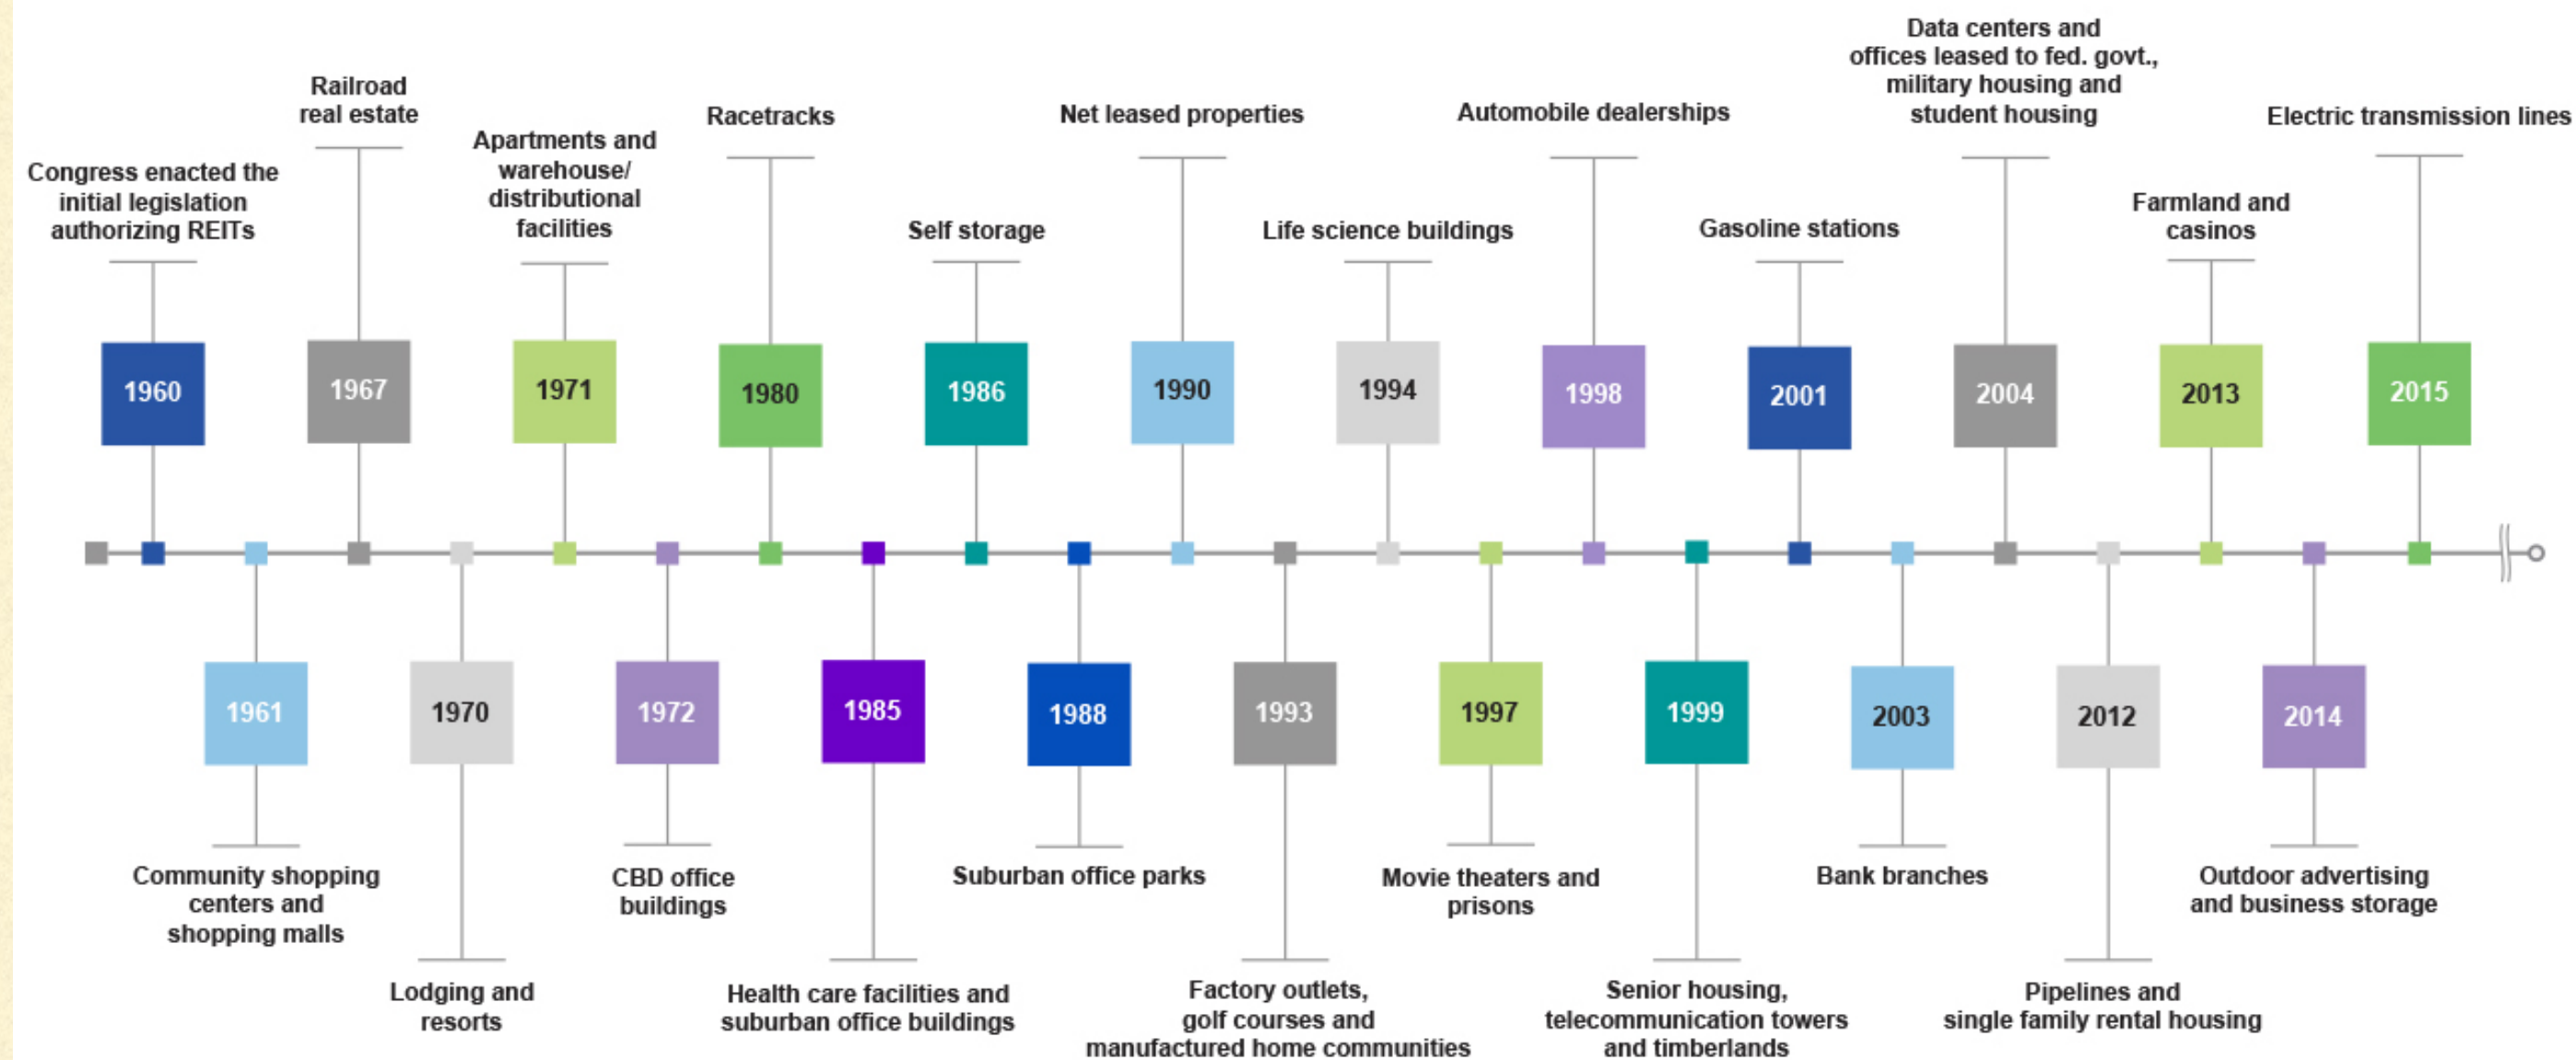 Congress enacted the
initial legislation
authorizing REITs
1960
Community shopping
centers and
shopping malls
1961
Railroad
real estate
1967
Lodging and
resorts
1970
Apartments and
warehouse/
distributional
facilities
1971
CBD office
buildings
1972
Racetracks
1980
Health care facilities and
suburban office buildings
1985
Self storage
1986
Suburban office parks
1988
Net leased properties
1990
Factory outlets,
golf courses and
manufactured home communities
1993
Life science buildings
1994
Movie theaters and
prisons
1997
Automobile dealerships
1998
Senior housing,
telecommunication towers
and timberlands
1999
Gasoline stations
2001
Bank branches
2003
Data centers and
offices leased to fed. govt.,
military housing and
student housing
2004
Pipelines and
single family rental housing
2012
Farmland and
casinos
2013
Outdoor advertising
and business storage
2014
Electric transmission lines
2015